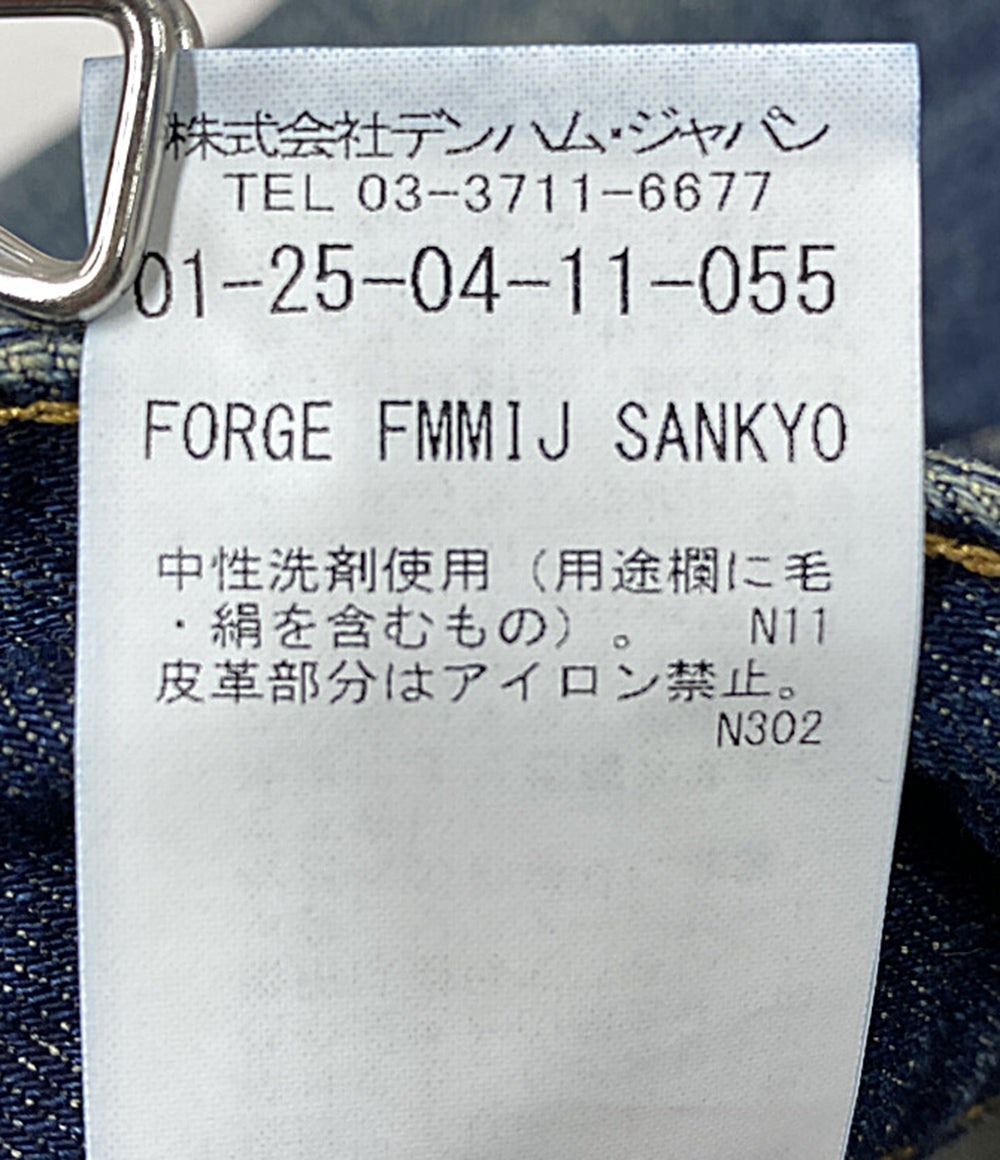 株式会社デンハム・ジャパン
TEL 03-3711-6677
01-25-04-11-055
FORGE FMMIJ SANKYO
中性洗剤使用（用途欄に毛
・絹を含むもの）。 N11
皮革部分はアイロン禁止。
N302